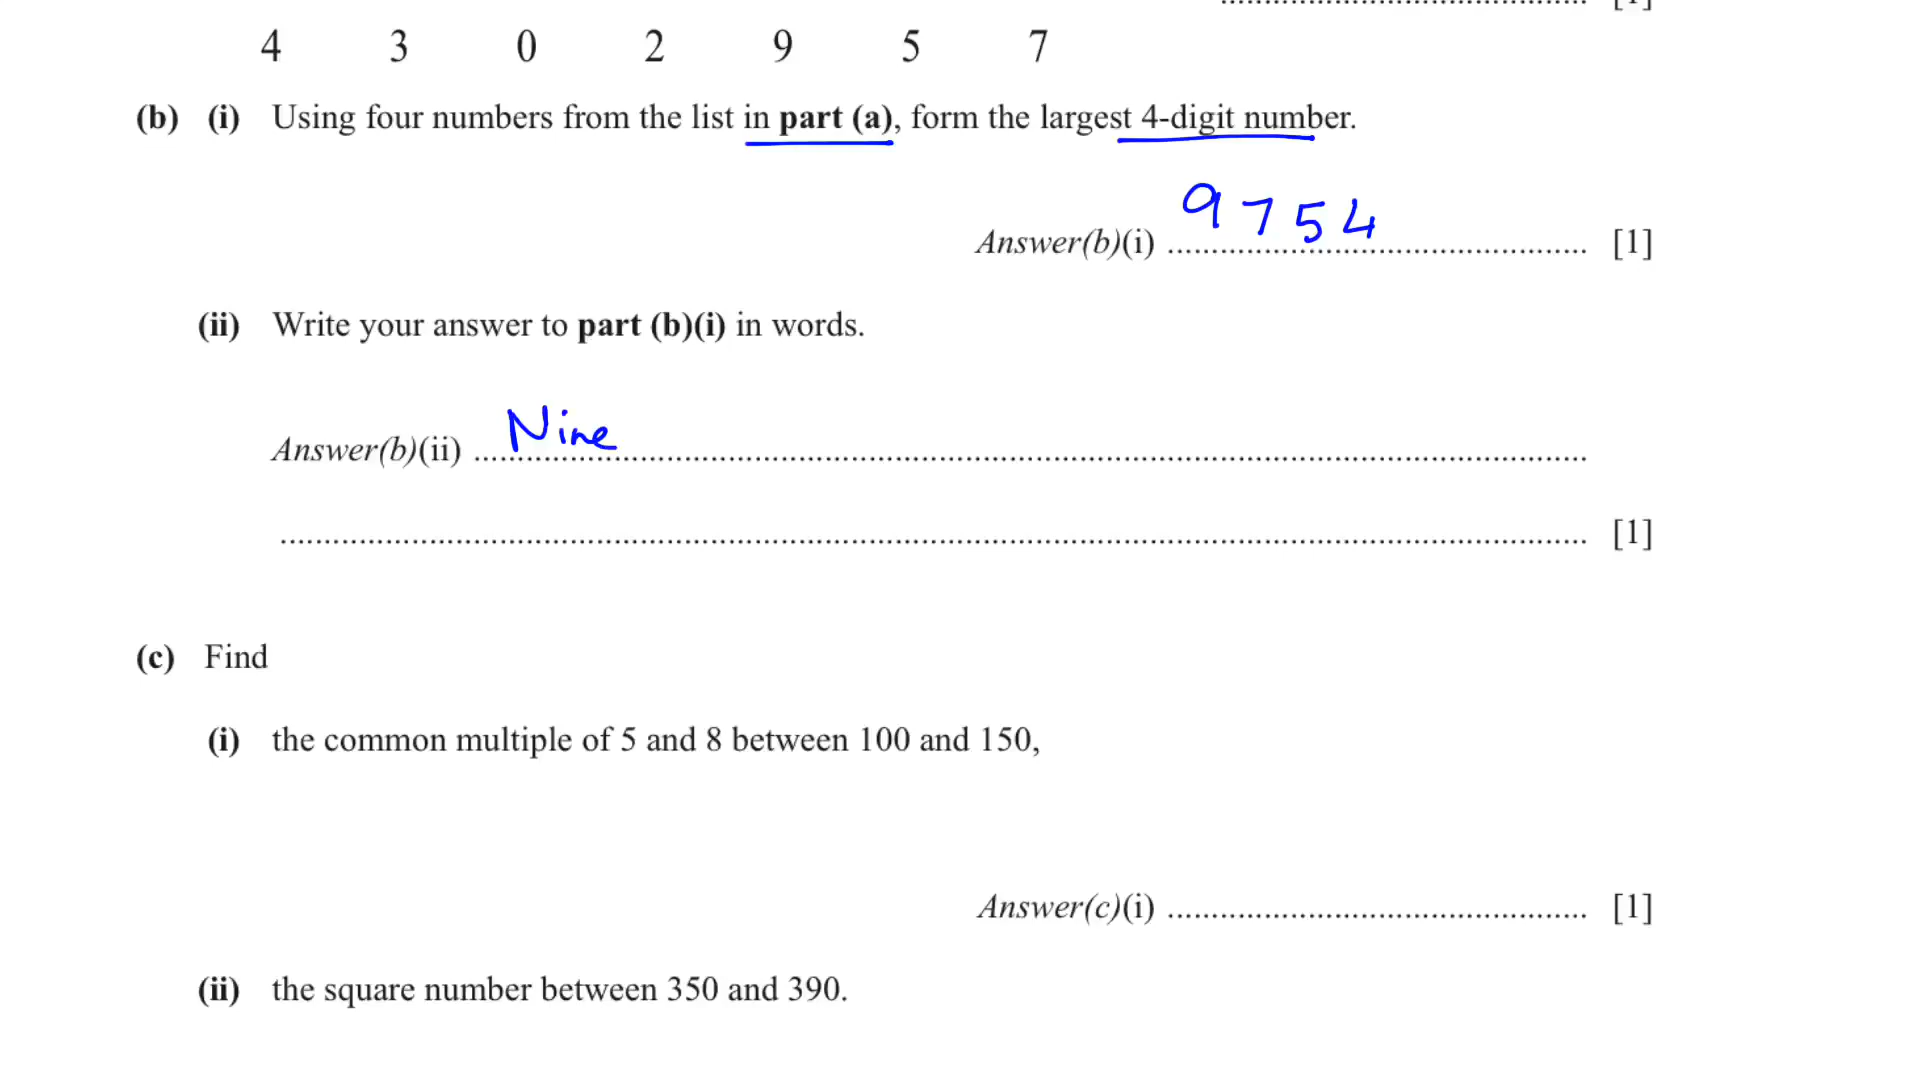 [1]
4 3 0 2 9 5 7
(b) (i) Using four numbers from the list in part (a), form the largest 4-digit number.
9754
Answer(b)(i) ................................................ [1]
(ii) Write your answer to part (b)(i) in words.
Answer(b)(ii) Nine ................................................
................................................ [1]
(c) Find
(i) the common multiple of 5 and 8 between 100 and 150,
Answer(c)(i) ................................................ [1]
(ii) the square number between 350 and 390.